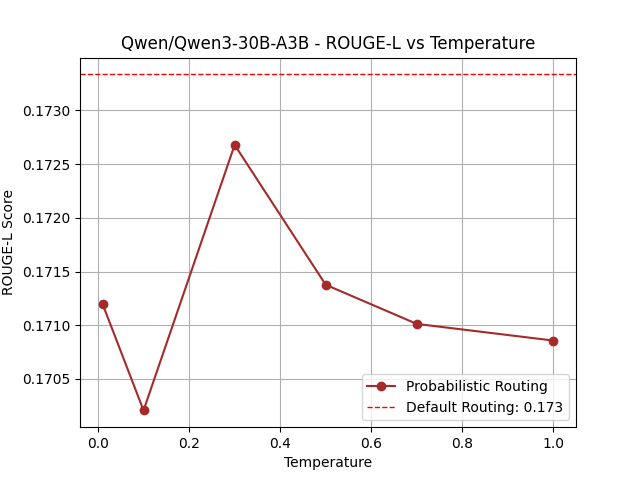 Qwen/Qwen3-30B-A3B - ROUGE-L vs Temperature
ROUGE-L Score
0.1730
0.1725
0.1720
0.1715
0.1710
0.1705
0.0 0.2 0.4 0.6 0.8 1.0
Temperature
Probabilistic Routing
Default Routing: 0.173